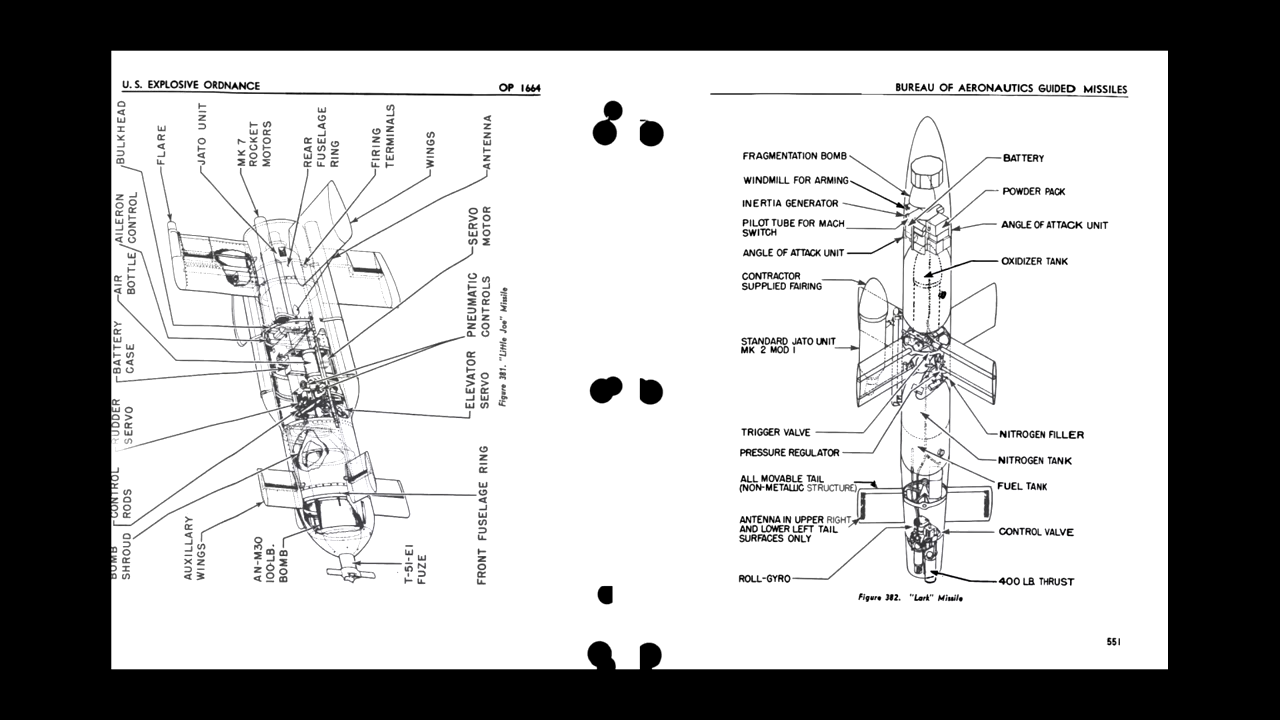 U. S. EXPLOSIVE ORDNANCE
OP 1664
BULKHEAD
FLARE
JATO UNIT
MK 7
ROCKET
MOTORS
REAR
FUSELAGE
RING
FIRING
TERMINALS
WINGS
ANTENNA
AILERON
BOTTLE CONTROL
AIR
SERVO
MOTOR
BATTERY
CASE
PNEUMATIC
CONTROLS
ELEVATOR
SERVO
RUDDER
SERVO
CONTROL
RODS
BOMB
SHROUD
AUXILLARY
WINGS
AN-M30
100-LB.
BOMB
T-51-E1
FUZE
FRONT FUSELAGE RING
Figure 381. "Little Joe" Missile
BUREAU OF AERONAUTICS GUIDED MISSILES
FRAGMENTATION BOMB
WINDMILL FOR ARMING
INERTIA GENERATOR
PILOT TUBE FOR MACH
SWITCH
ANGLE OF ATTACK UNIT
CONTRACTOR
SUPPLIED FAIRING
STANDARD JATO UNIT
MK 2 MOD 1
TRIGGER VALVE
PRESSURE REGULATOR
ALL MOVABLE TAIL
(NON-METALLIC STRUCTURE)
ANTENNA IN UPPER RIGHT
AND LOWER LEFT TAIL
SURFACES ONLY
ROLL-GYRO
BATTERY
POWDER PACK
ANGLE OF ATTACK UNIT
OXIDIZER TANK
NITROGEN FILLER
NITROGEN TANK
FUEL TANK
CONTROL VALVE
400 LB. THRUST
Figure 382. "Lark" Missile
551